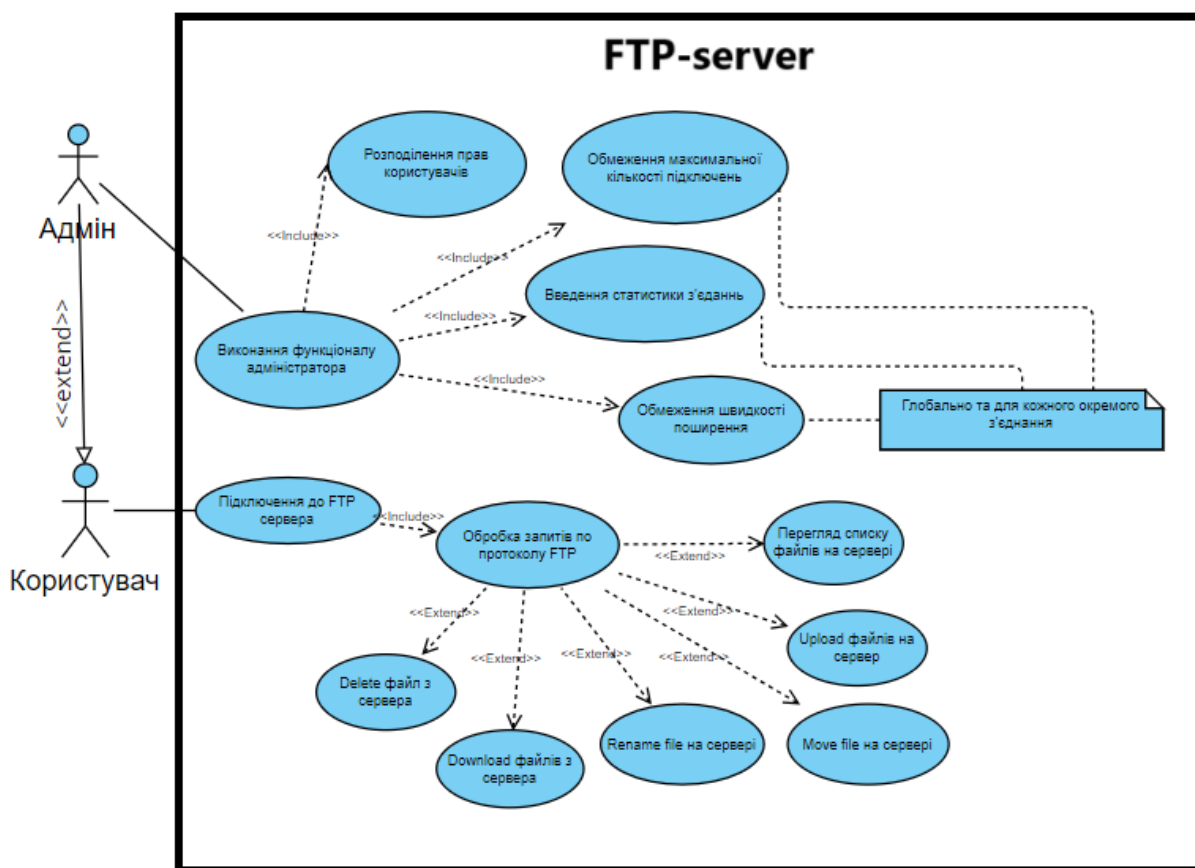 FTP-server
Розподілення прав
користувачів
Обмеження максимальної
кількості підключень
Адмін
<<Include>>
<<Include>>
Введення статистики з'єданнь
<<Include>>
Виконання функціоналу
адміністратора
<<extend>>
<<Include>>
Обмеження швидкості
поширення
Глобально та для кожного окремого
з'єднання
Підключення до FTP
сервера
<<Include>>
Обробка запитів по
протоколу FTP
Перегляд списку
файлів на сервері
<<Extend>>
Користувач
<<Extend>>
<<Extend>>
Upload файлів на
сервер
<<Extend>>
<<Extend>>
<<Extend>>
Delete файл з
сервера
Rename file на сервері
Move file на сервері
Download файлів з
сервера